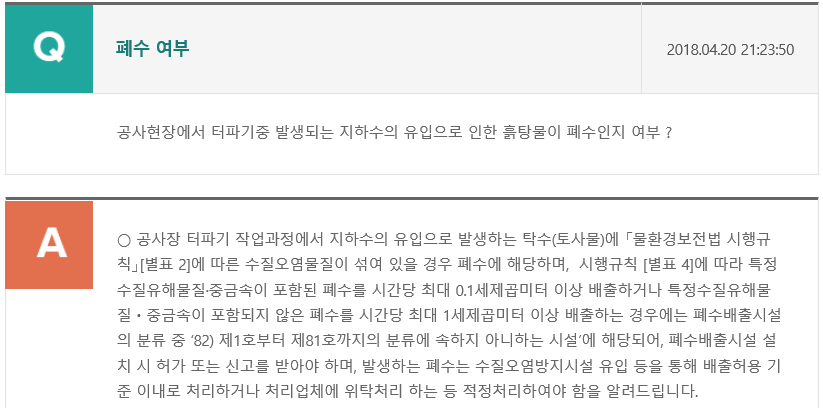 Q
폐수 여부
2018.04.20 21:23:50
공사현장에서 터파기중 발생되는 지하수의 유입으로 인한 흙탕물이 폐수인지 여부 ?
A
○ 공사장 터파기 작업과정에서 지하수의 유입으로 발생하는 탁수(토사물)에 ｢물환경보전법 시행규
칙｣[별표 2]에 따른 수질오염물질이 섞여 있을 경우 폐수에 해당하며,  시행규칙 [별표 4]에 따라 특정
수질유해물질·중금속이 포함된 폐수를 시간당 최대 0.1세제곱미터 이상 배출하거나 특정수질유해물
질・중금속이 포함되지 않은 폐수를 시간당 최대 1세제곱미터 이상 배출하는 경우에는 폐수배출시설
의 분류 중 ‘82) 제1호부터 제81호까지의 분류에 속하지 아니하는 시설’에 해당되어, 폐수배출시설 설
치 시 허가 또는 신고를 받아야 하며, 발생하는 폐수는 수질오염방지시설 유입 등을 통해 배출허용 기
준 이내로 처리하거나 처리업체에 위탁처리 하는 등 적정처리하여야 함을 알려드립니다.